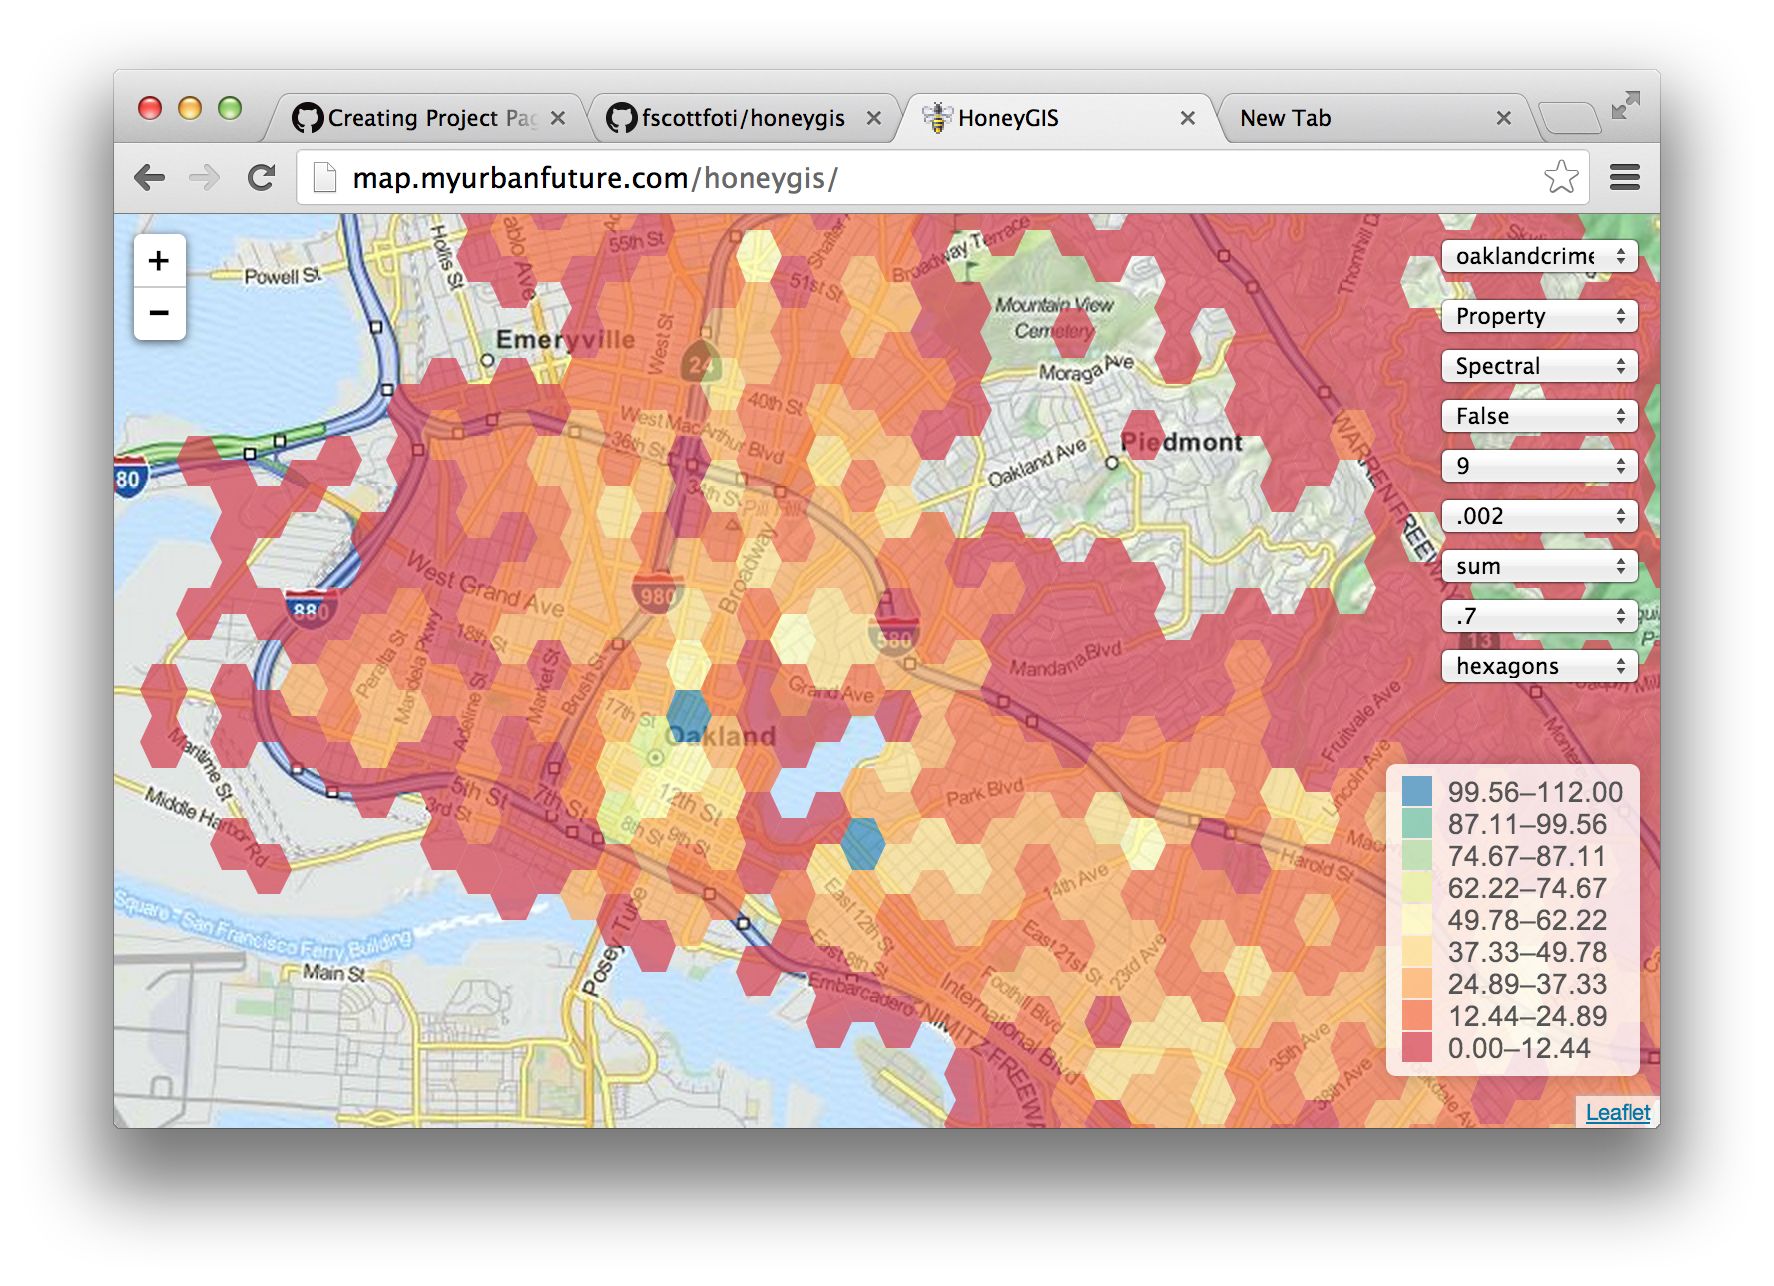 Creating Project Pag
fscottfoti/honeygis
HoneyGIS
New Tab
map.myurbanfuture.com/honeygis/
+
−
Powell St
Hollis St
ablo Ave
55th St
Shafter
Broadway Terrace
Thornhill D
oaklandcrime
51st St
Mountain View
Cemetery
Property
Emeryville
West St
24
Moraga Ave
Spectral
40th St
West MacArthur Blvd
36th St
Piedmont
WARREN FREEWAY
False
Oakland Ave
9
80
34th St
Pill Hill
.002
Broadway
West Grand Ave
sum
980
880
18th St
580
.7
13
Peralta St
Mandela Pkwy
Market St
Brush St
Mandana Blvd
hexagons
Adeline St
Grand Ave
17th St
Oakland
Fruitvale Ave
Maritime St
Lincoln Ave
Middle Harbor Rd
5th St
3rd St
7th St
12th St
8th St
9th St
Park Blvd
Harold St
14th Ave
99.56–112.00
87.11–99.56
74.67–87.11
62.22–74.67
49.78–62.22
37.33–49.78
24.89–37.33
12.44–24.89
0.00–12.44
Square - San Francisco Ferry Building
Posey Tube
East 12th St
East 8th St
East 21st St
23rd Ave
Main St
Embarcadero
NIMITZ FREEWAY
International Blvd
Foothill Blvd
35th Ave
38th Ave
Leaflet